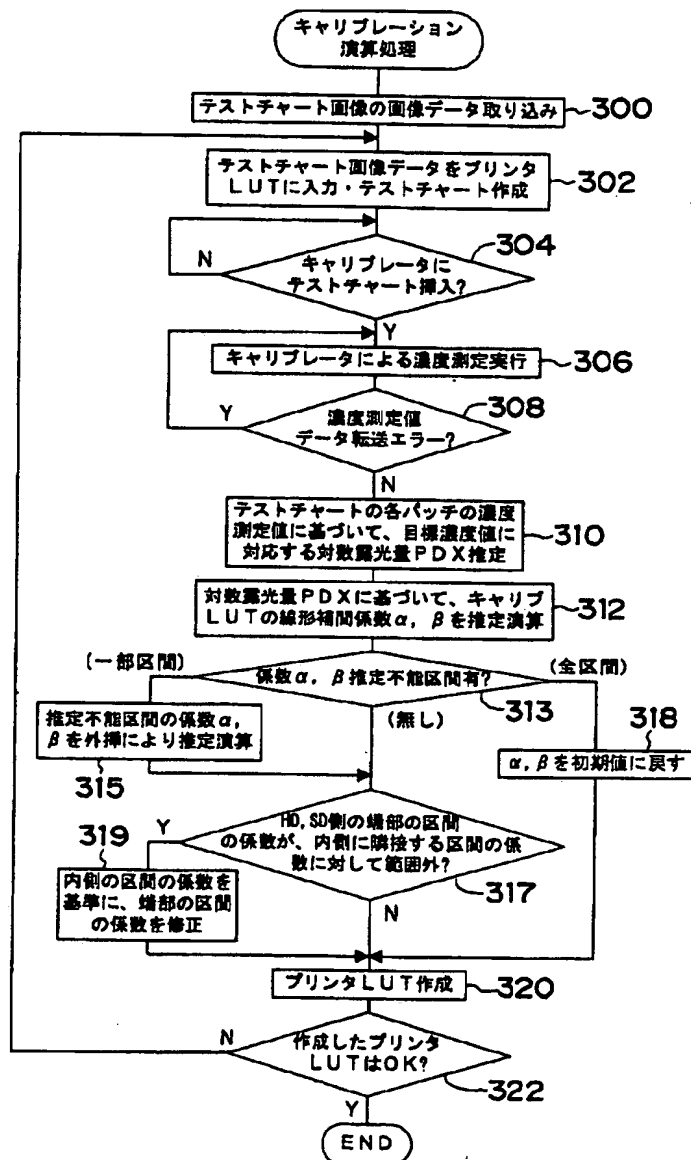 キャリブレーション
演算処理
テストチャート画像の画像データ取り込み
300
テストチャート画像データをプリンタ
LUTに入力・テストチャート作成
302
304
N
キャリブレータに
テストチャート挿入?
Y
キャリブレータによる濃度測定実行
306
308
Y
濃度測定値
データ転送エラー?
N
テストチャートの各パッチの濃度
測定値に基づいて、目標濃度値に
対応する対数露光量PDX推定
310
対数露光量PDXに基づいて、キャリブ
LUTの線形補間係数α,βを推定演算
312
(一部区間)
係数α,β推定不能区間有?
(全区間)
313
推定不能区間の係数α,
βを外挿により推定演算
315
(無し)
318
α,βを初期値に戻す
HD,SD側の端部の区間
の係数が、内側に隣接する区間の係
数に対して範囲外?
317
Y
319
内側の区間の係数を
基準に、端部の区間
の係数を修正
N
プリンタLUT作成
320
N
作成したプリンタ
LUTはOK?
322
Y
END